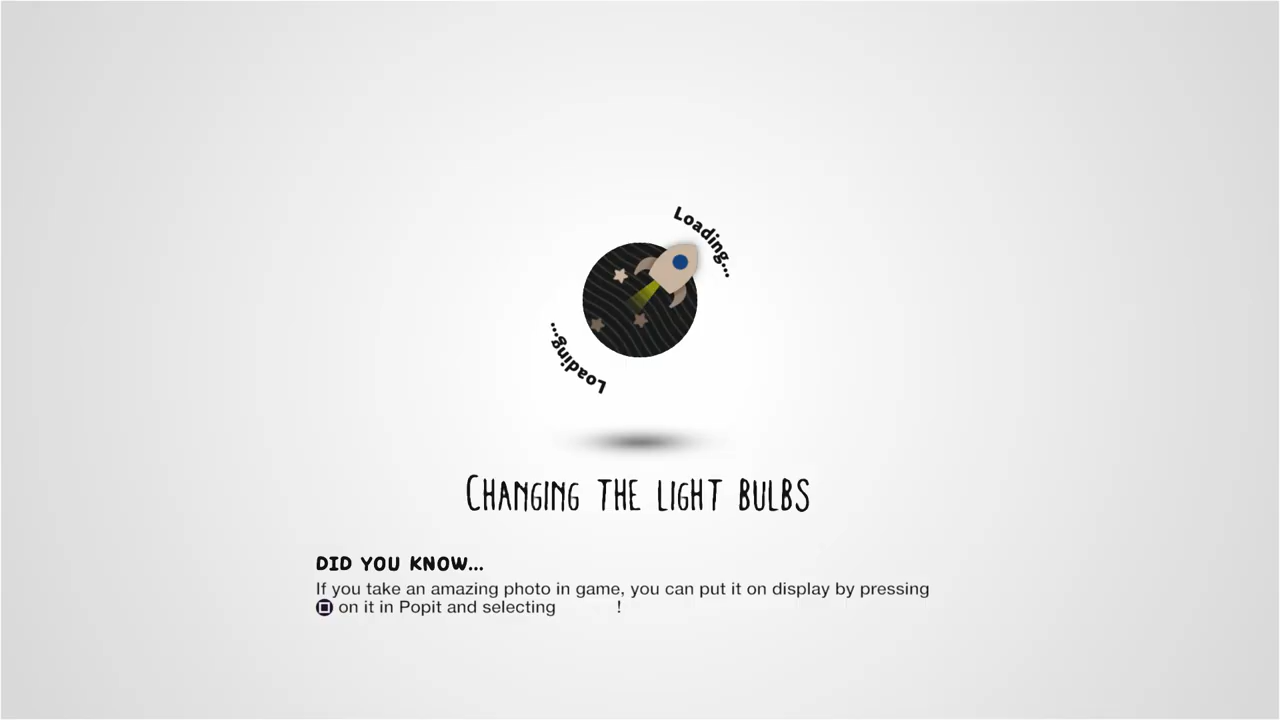 Loading...
Loading...
Changing the light bulbs
DID YOU KNOW...
If you take an amazing photo in game, you can put it on display by pressing
on it in Popit and selecting !